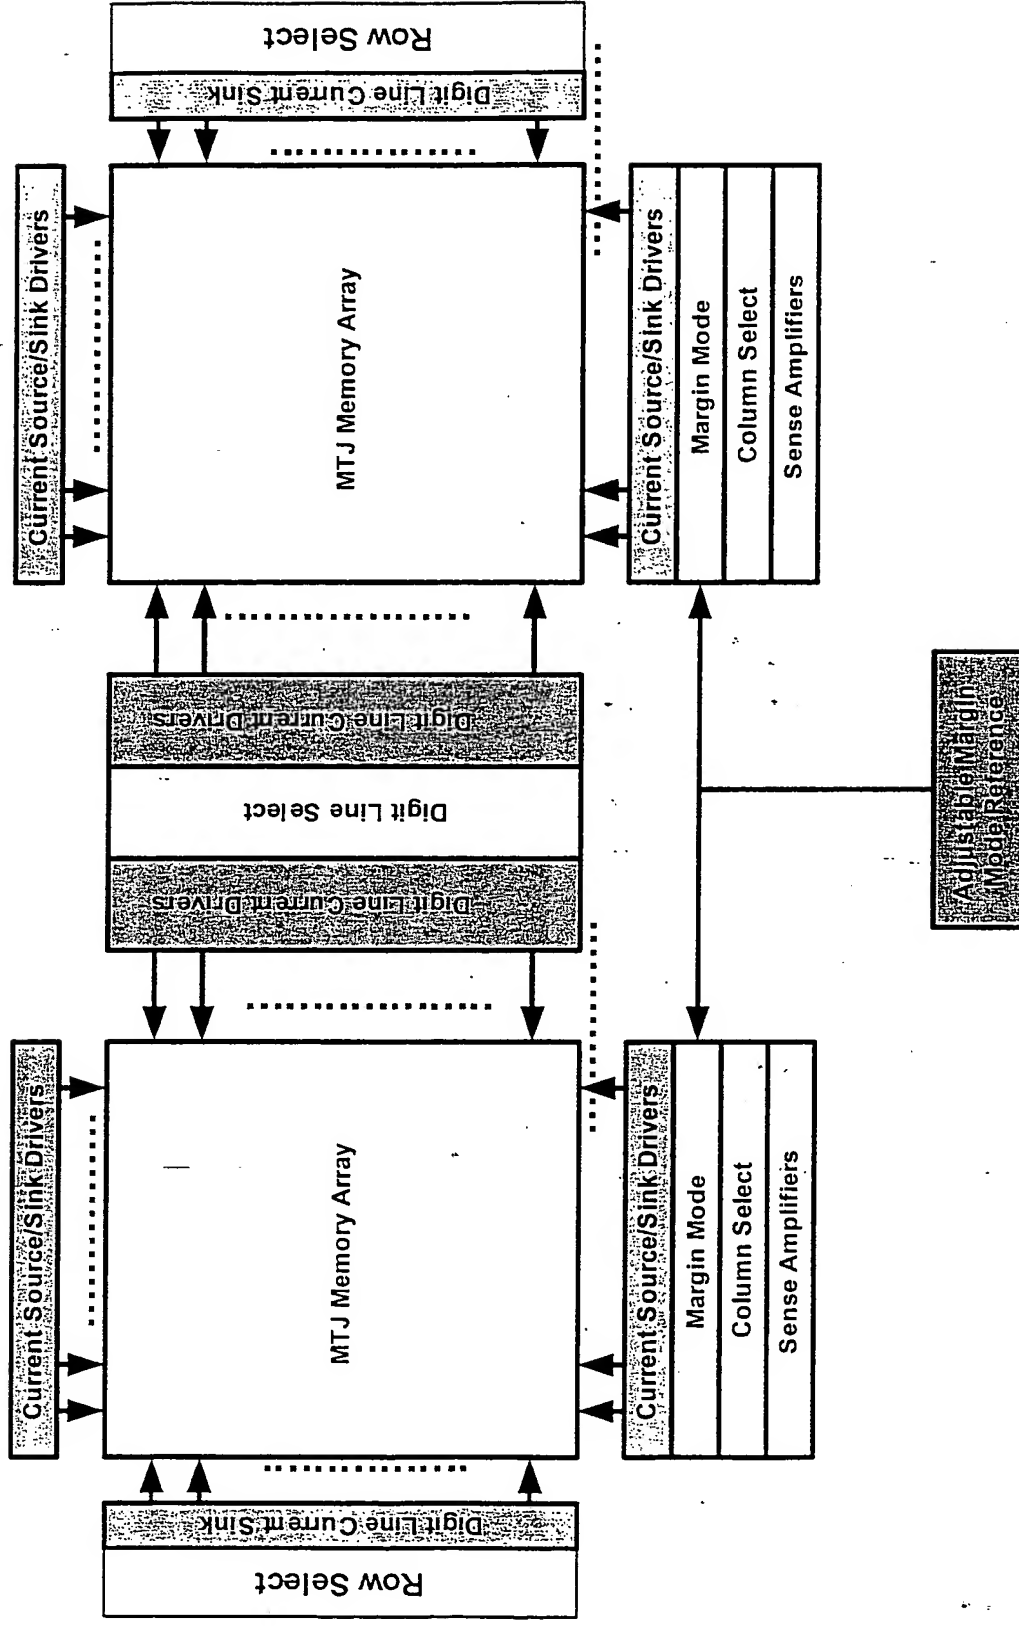 Row Select
Digit Line Current Sink
Current Source/Sink Drivers
MTJ Memory Array
Current Source/Sink Drivers
Margin Mode
Column Select
Sense Amplifiers
Digit Line Current Drivers
Digit Line Select
Digit Line Current Drivers
Current Source/Sink Drivers
MTJ Memory Array
Current Source/Sink Drivers
Margin Mode
Column Select
Sense Amplifiers
Digit Line Current Sink
Row Select
Adjustable Margin
Mode Reference